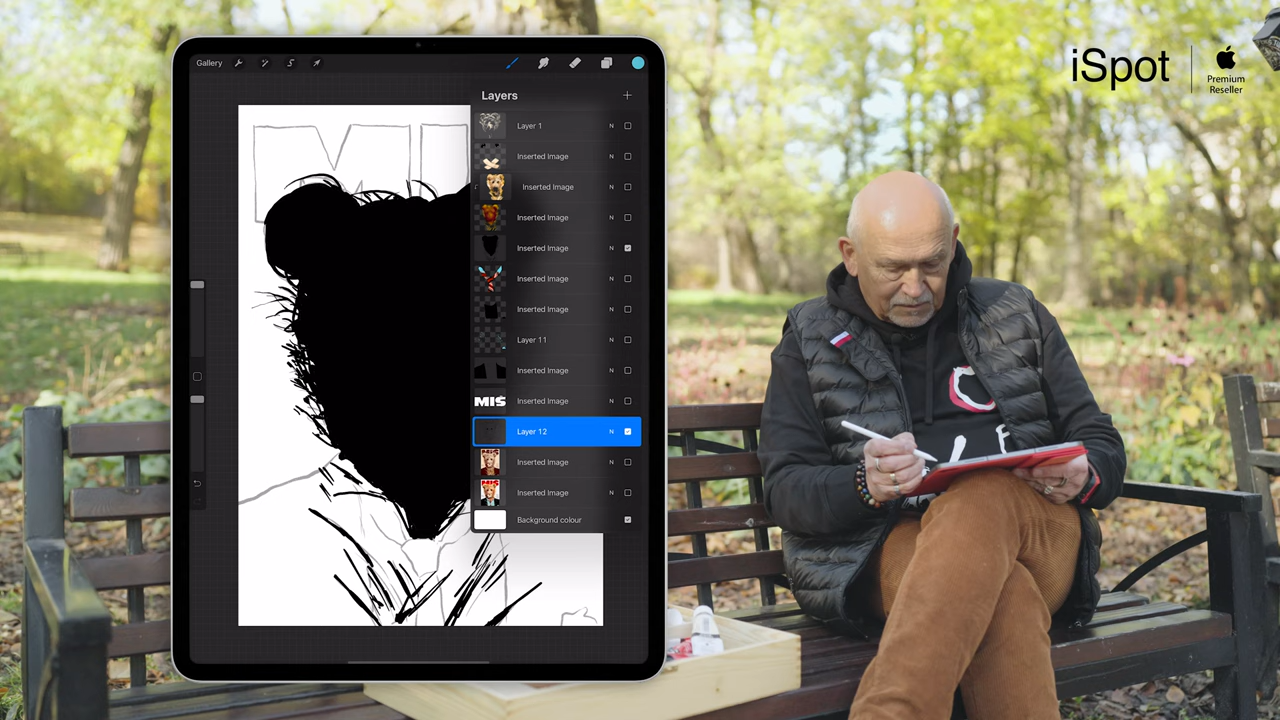 iSpot
Premium
Reseller
Gallery
Layers
Layer 1 N
Inserted Image N
Inserted Image N
Inserted Image N
Inserted Image N
Inserted Image N
Inserted Image N
Layer 11 N
Inserted Image N
MIS Inserted Image N
Layer 12 N
Inserted Image N
Inserted Image N
Background colour